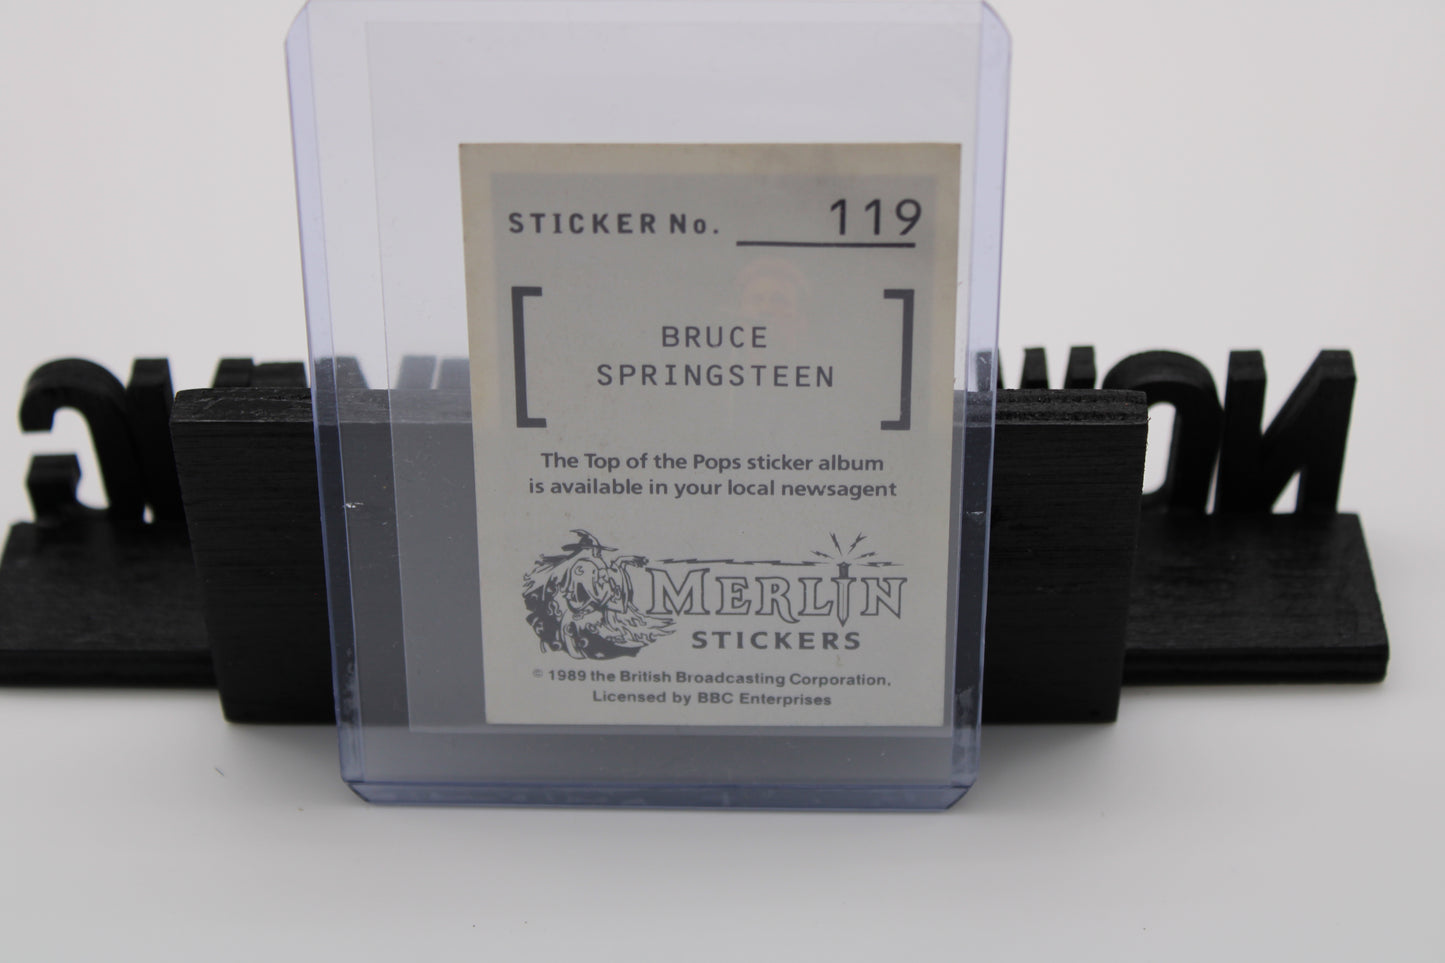 STICKER No. 119
BRUCE
SPRINGSTEEN
The Top of the Pops sticker album
is available in your local newsagent
MERLIN
STICKERS
© 1989 the British Broadcasting Corporation,
Licensed by BBC Enterprises